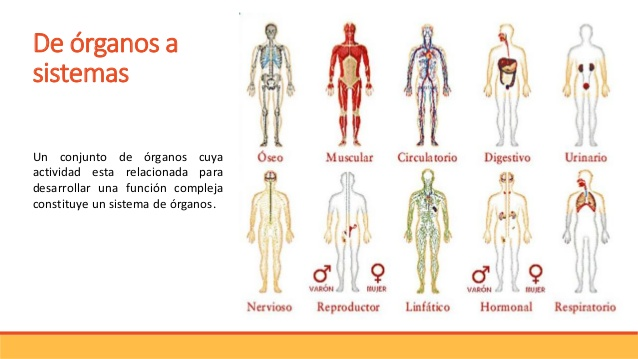 De órganos a
sistemas
Un conjunto de órganos cuya
actividad esta relacionada para
desarrollar una función compleja
constituye un sistema de órganos.
Óseo
Muscular
Circulatorio
Digestivo
Urinario
VARÓN
MUJER
VARÓN
MUJER
Nervioso
Reproductor
Linfático
Hormonal
Respiratorio